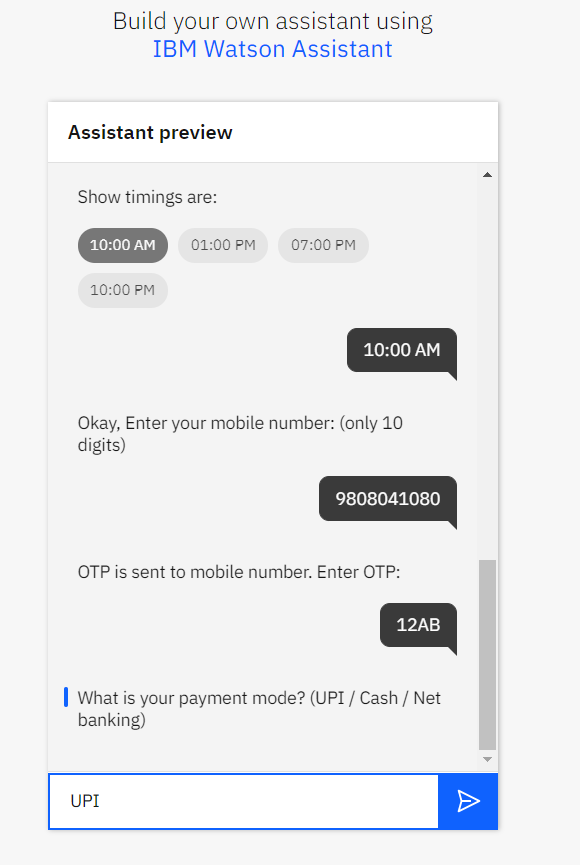 Build your own assistant using
IBM Watson Assistant
Assistant preview
Show timings are:
10:00 AM 01:00 PM 07:00 PM
10:00 PM
10:00 AM
Okay, Enter your mobile number: (only 10
digits)
9808041080
OTP is sent to mobile number. Enter OTP:
12AB
What is your payment mode? (UPI / Cash / Net
banking)
UPI